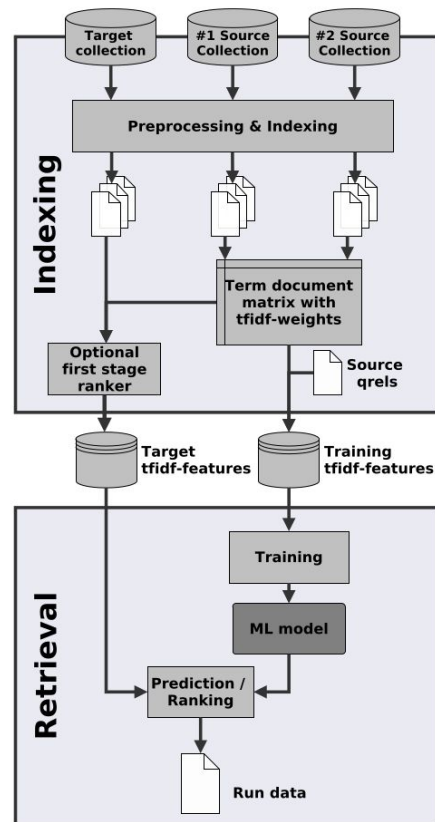 Target
collection
#1 Source
Collection
#2 Source
Collection
Preprocessing & Indexing
Indexing
Term document
matrix with
tfidf-weights
Optional
first stage
ranker
Source
qrels
Target
tfidf-features
Training
tfidf-features
Training
ML model
Retrieval
Prediction /
Ranking
Run data